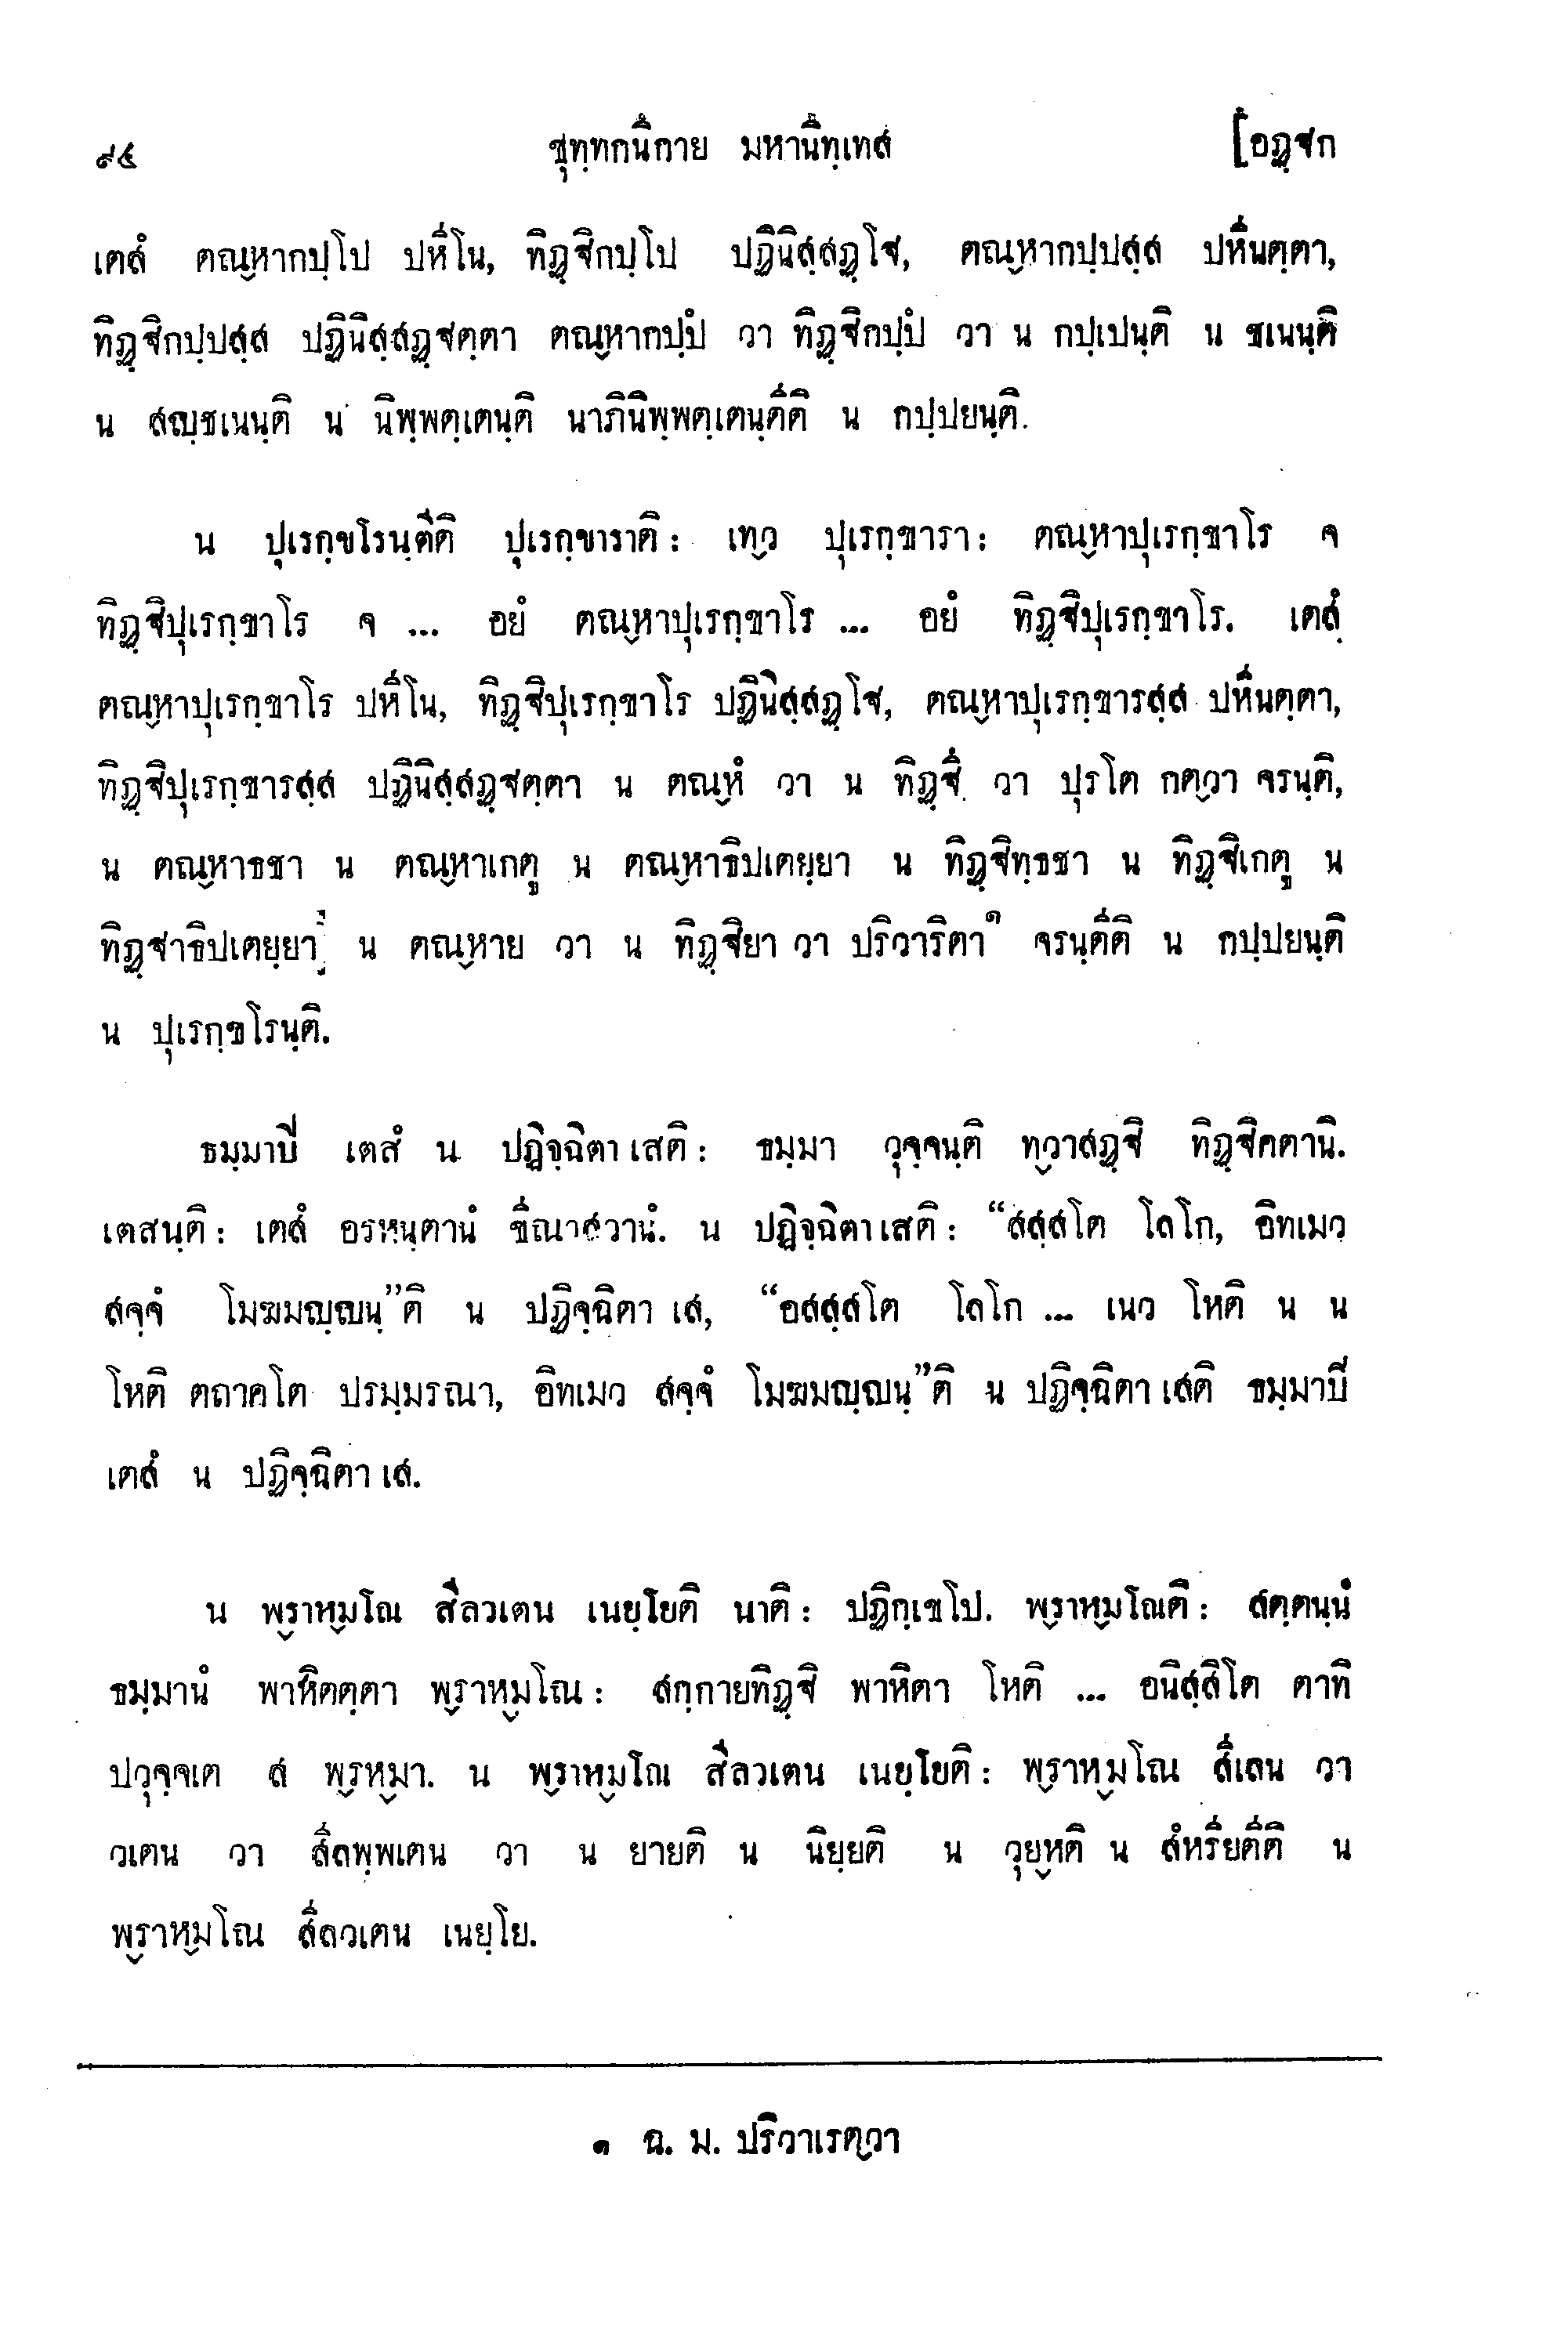 ๙๔ ขุทฺทกนิกาย มหานิทฺเทส [อฏฺฐก
เตสํ ตณฺหากปฺโป ปหีโน, ทิฏฺฐิกปฺโป ปฏินิสฺสฏฺโฐ, ตณฺหากปฺปสฺส ปหีนตฺตา,
ทิฏฺฐิกปฺปสฺส ปฏินิสฺสฏฺฐตฺตา ตณฺหากปฺปํ วา ทิฏฺฐิกปฺปํ วา น กปฺเปนฺติ น ชเนนฺติ
น สญฺชเนนฺติ น นิพฺพตฺเตนฺติ นาภินิพฺพตฺเตนฺตีติ น กปฺปยนฺติ.
น ปุเรกฺขโรนฺตีติ ปุเรกฺขาราติ : เทฺว ปุเรกฺขารา : ตณฺหาปุเรกฺขาโร จ
ทิฏฺฐิปุเรกฺขาโร จ ... อยํ ตณฺหาปุเรกฺขาโร ... อยํ ทิฏฺฐิปุเรกฺขาโร. เตสํ
ตณฺหาปุเรกฺขาโร ปหีโน, ทิฏฺฐิปุเรกฺขาโร ปฏินิสฺสฏฺโฐ, ตณฺหาปุเรกฺขารสฺส ปหีนตฺตา,
ทิฏฺฐิปุเรกฺขารสฺส ปฏินิสฺสฏฺฐตฺตา น ตณฺหํ วา น ทิฏฺฐึ วา ปุรโต กตฺวา จรนฺติ,
น ตณฺหาธชา น ตณฺหาเกตู น ตณฺหาธิปเตยฺยา น ทิฏฺฐิทฺธชา น ทิฏฺฐิเกตู น
ทิฏฺฐาธิปเตยฺยา น ตณฺหาย วา น ทิฏฺฐิยา วา ปริวาริตา๑ จรนฺตีติ น กปฺปยนฺติ
น ปุเรกฺขโรนฺติ.
ธมฺมาปี เตสํ น ปฏิจฺฉิตา เสติ : ธมฺมา วุจฺจนฺติ ทฺวาสฏฺฐี ทิฏฺฐิคตานิ.
เตสนฺติ : เตสํ อรหนฺตานํ ขีณาสวานํ. น ปฏิจฺฉิตา เสติ : “สสฺสโต โลโก, อิทเมว
สจฺจํ โมฆมญฺญนฺ”ติ น ปฏิจฺฉิตา เส, “อสสฺสโต โลโก ... เนว โหติ น น
โหติ ตถาคโต ปรมฺมรณา, อิทเมว สจฺจํ โมฆมญฺญนฺ”ติ น ปฏิจฺฉิตา เสติ ธมฺมาปี
เตสํ น ปฏิจฺฉิตา เส.
น พฺราหฺมโณ สีลวเตน เนยฺโยติ นาติ : ปฏิกฺเขโป. พฺราหฺมโณติ : สตฺตนฺนํ
ธมฺมานํ พาหิตตฺตา พฺราหฺมโณ : สกฺกายทิฏฺฐิ พาหิตา โหติ ... อนิสฺสิโต ตาทิ
ปวุจฺจเต ส พฺรหฺมา. น พฺราหฺมโณ สีลวเตน เนยฺโยติ : พฺราหฺมโณ สีเลน วา
วเตน วา สีลพฺพเตน วา น ยายติ น นิยฺยติ น วุยฺหติ น สํหรียตีติ น
พฺราหฺมโณ สีลวเตน เนยฺโย.
๑ ฉ. ม. ปริวาเรตฺวา